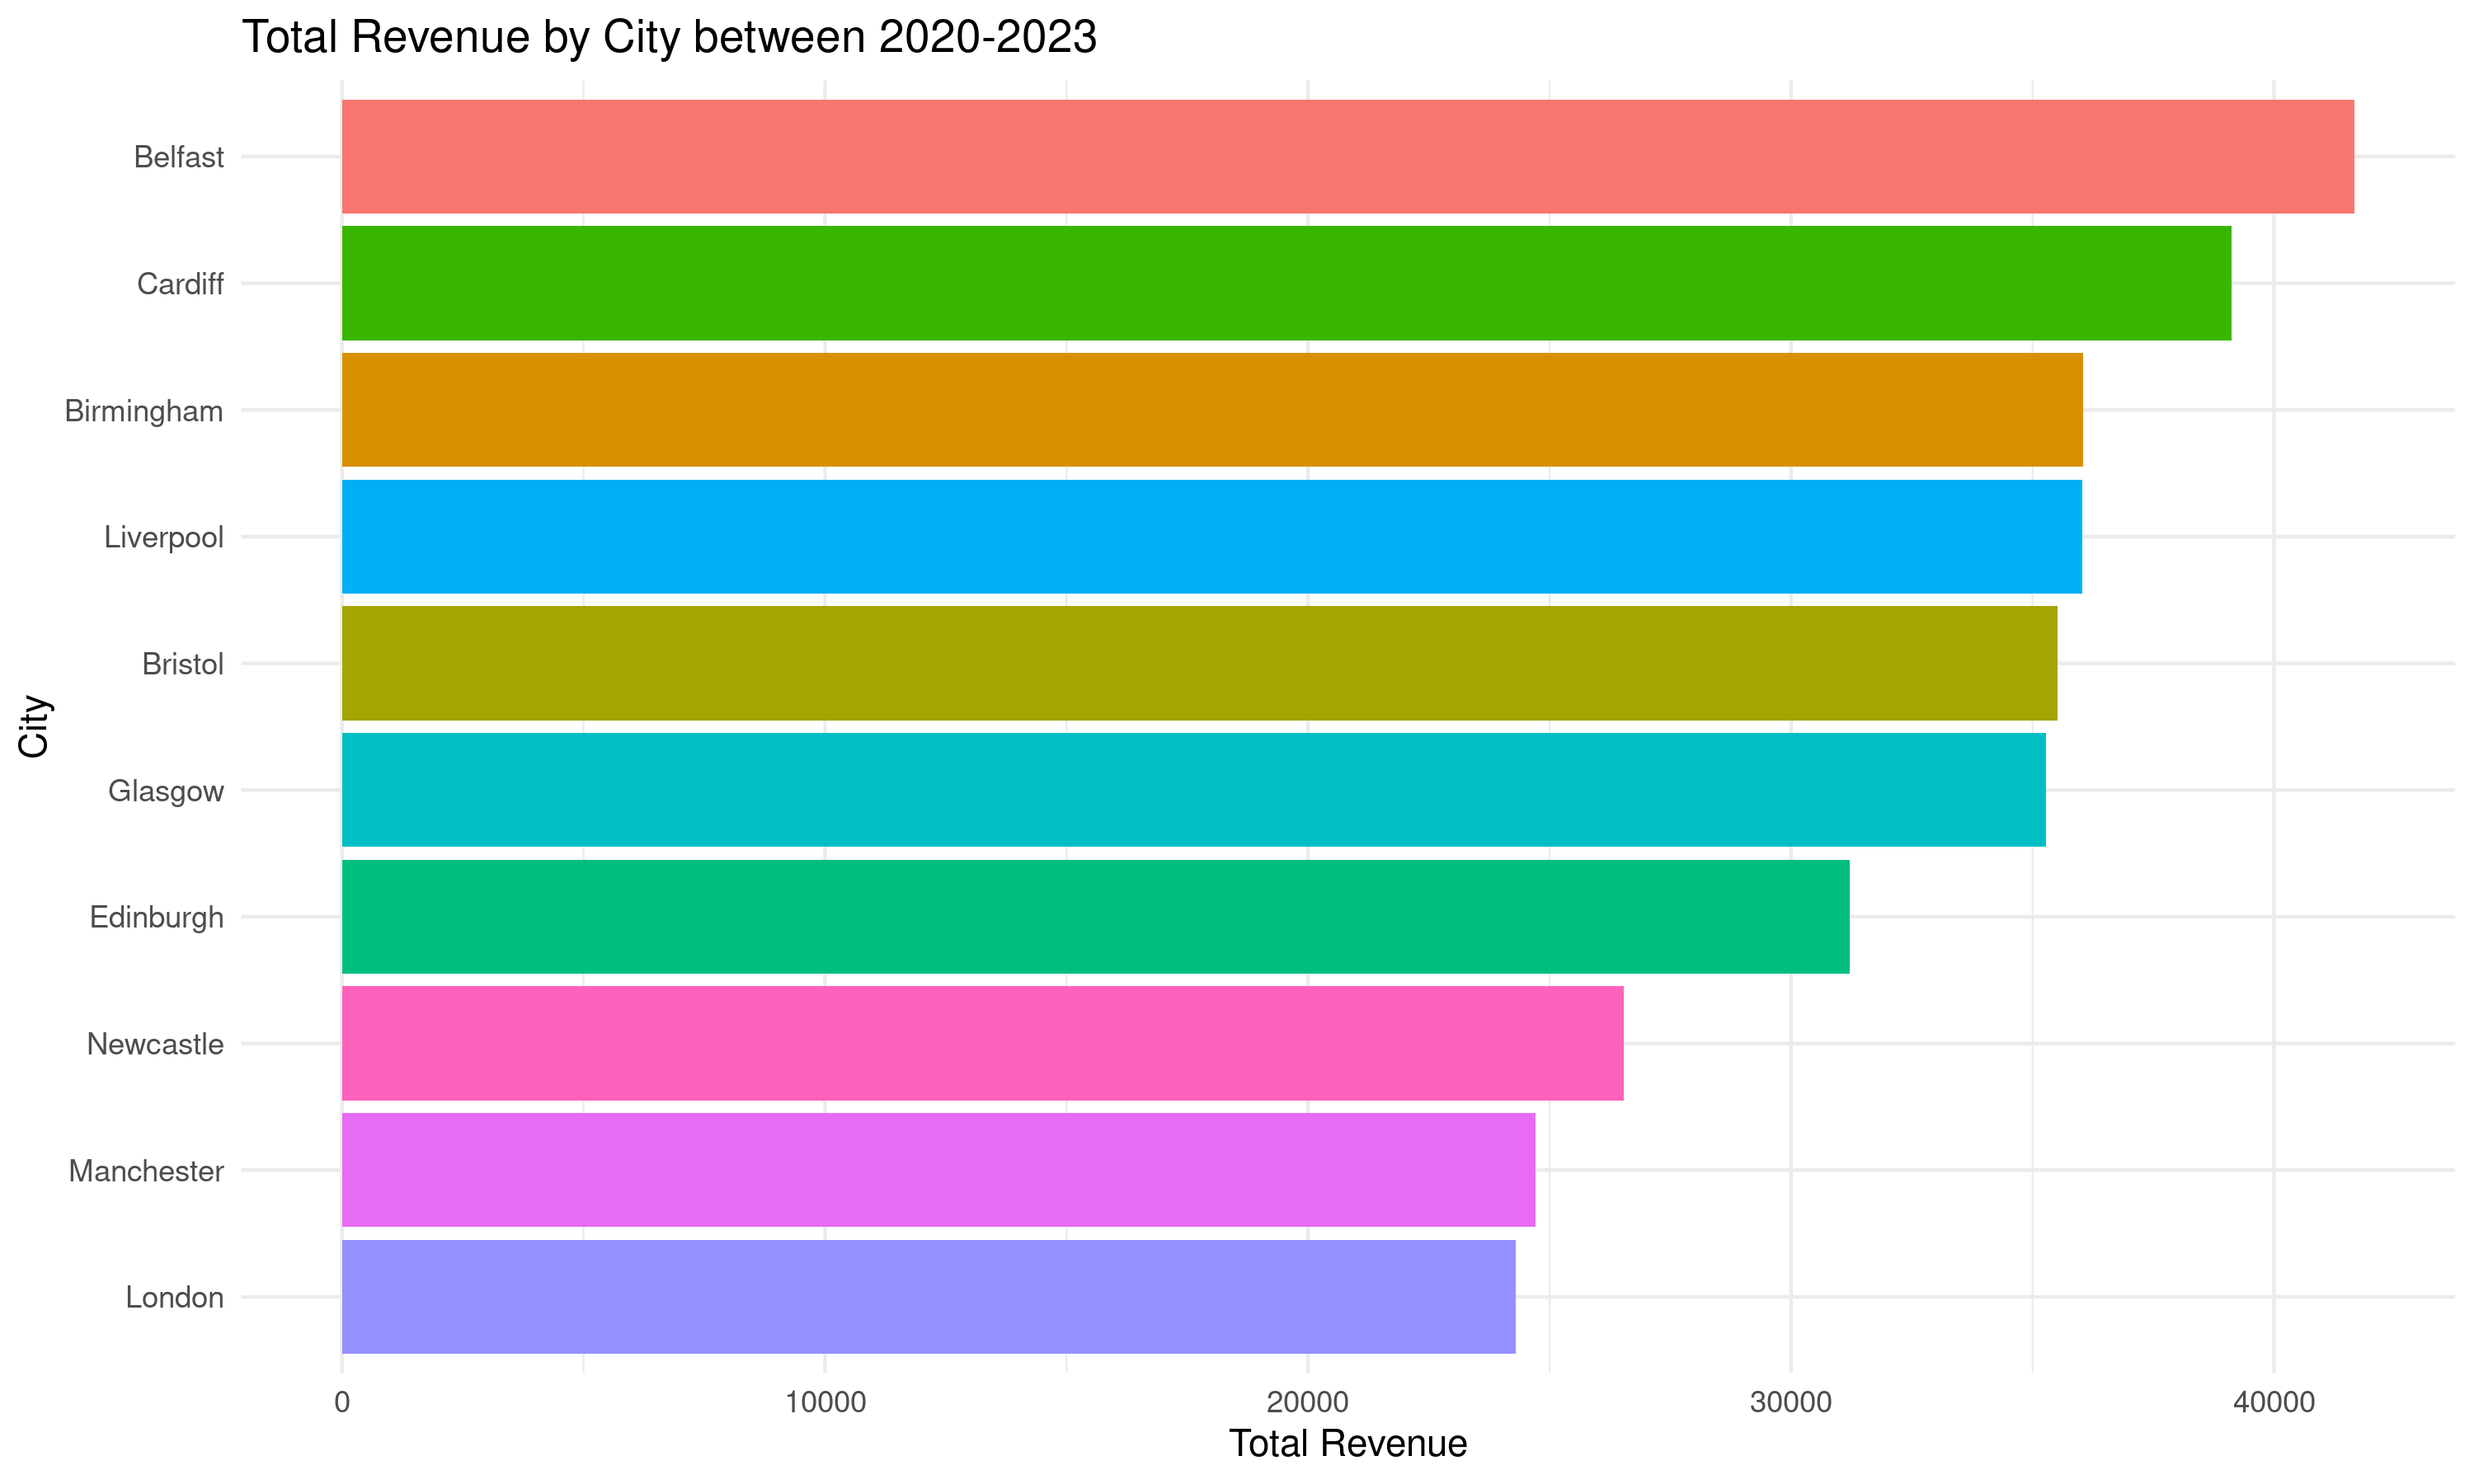 Total Revenue by City between 2020-2023
City
Belfast
Cardiff
Birmingham
Liverpool
Bristol
Glasgow
Edinburgh
Newcastle
Manchester
London
0 10000 20000 30000 40000
Total Revenue